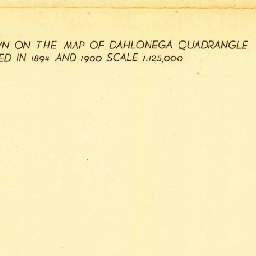 WN ON THE MAP OF DAHLONEGA QUADRANGLE
ED IN 1894 AND 1900 SCALE 1:125,000